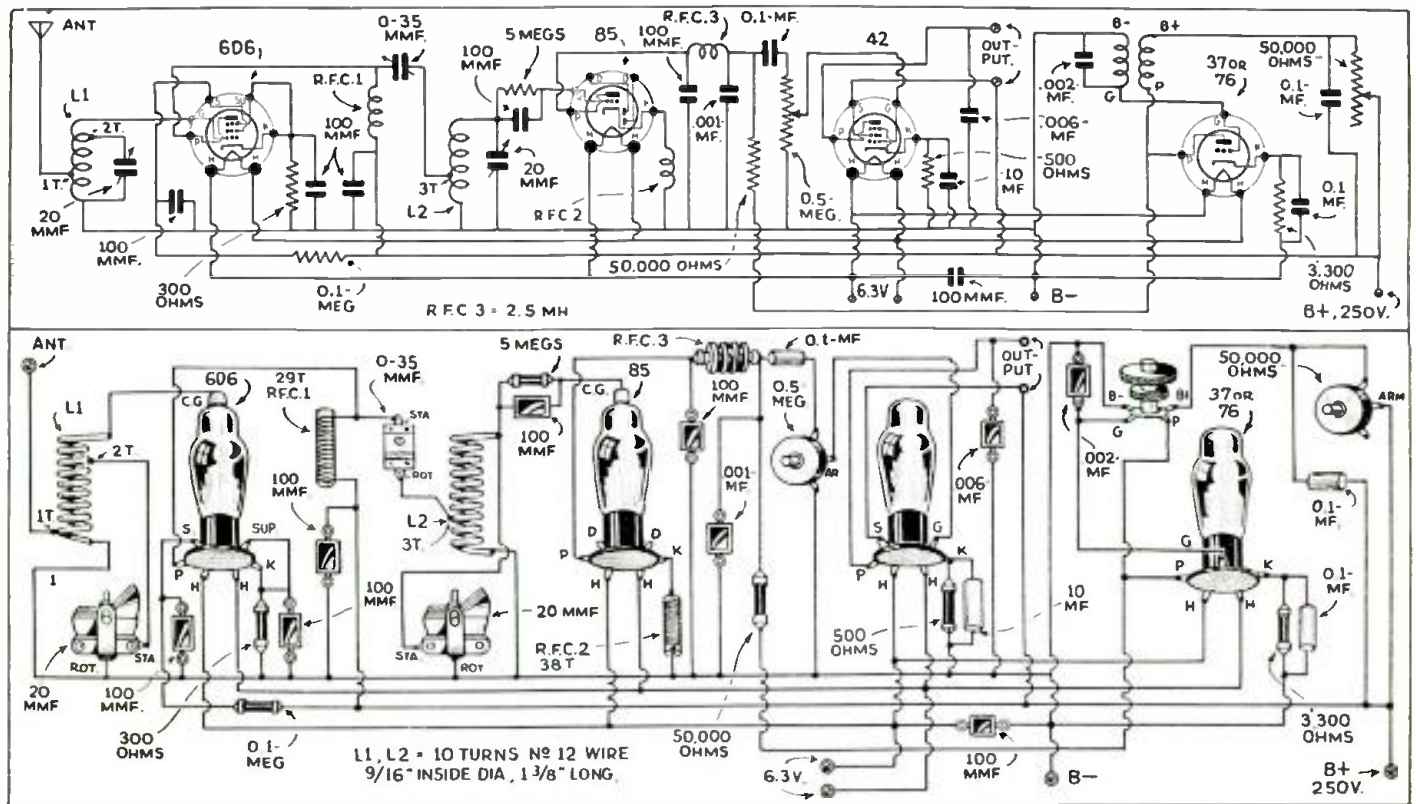 ANT
L1
2T.
1T.
20
MMF
100
MMF.
6D6,
S
SU
G
P
K
H
H
300
OHMS
0.1-
MEG
R.F.C.1
100
MMF
0-35
MMF.
100
MMF
5 MEGS
3T
L2
20
MMF
85
D
D
P
K
H
H
RFC 2
R.F.C.3
100
MMF.
.001-
MF.
0.1-MF.
0.5-
MEG.
50,000 OHMS
R F C 3 = 2.5 MH
42
S
G
P
K
H
H
OUT-
PUT.
.006
MF
500
OHMS
10
MF
6.3V
100 MMF.
B-
B-
B+
.002-
MF.
G
P
37 OR
76
G
P
K
H
H
50,000
OHMS
0.1-
MF.
0.1
MF.
3,300
OHMS
B+, 250V.
ANT
L1
2T.
1T.
1
ROT.
STA
20
MMF
100
MMF.
6D6
C.G.
S
SUP
P
K
H
H
300
OHMS
0.1-
MEG
29T
R.F.C.1
100
MMF
100
MMF
0-35
MMF.
STA
ROT
L2
3T.
5 MEGS
100
MMF
STA.
ROT
20 MMF
85
C.G.
D
D
P
K
H
H
R.F.C.2
38 T
R.F.C.3
100
MMF
.001-
MF.
0.1-MF
0.5
MEG.
AR
50,000
OHMS
S
G
P
K
H
H
OUT-
PUT
.006-
MF
500
OHMS
10
MF
6.3V.
100
MMF
B-
B-
G
P
.002-
MF
37 OR
76
G
P
K
H
H
50,000
OHMS
ARM
0.1-
MF.
0.1-
MF
3,300
OHMS
B+
250V.
L1, L2 = 10 TURNS Nº 12 WIRE
9/16" INSIDE DIA, 1 3/8" LONG.